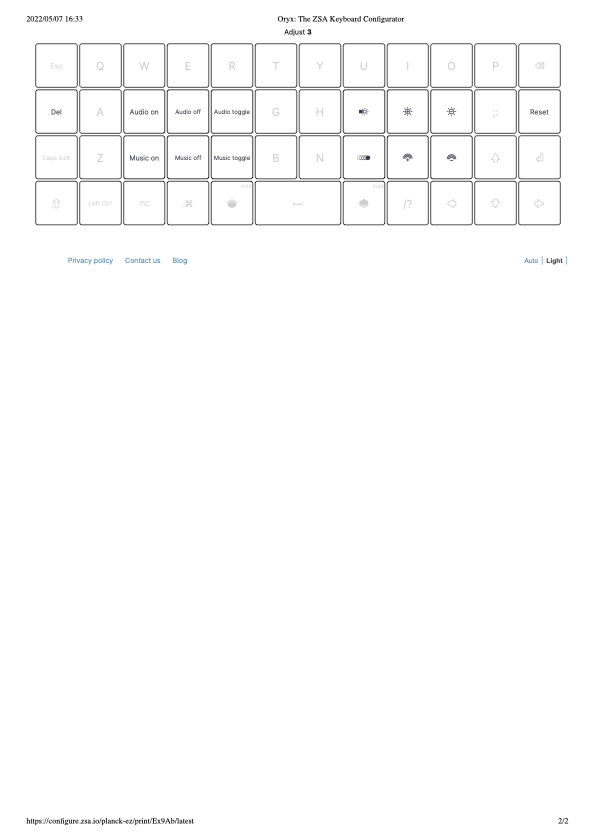 2022/05/07 16:33 Oryx: The ZSA Keyboard Configurator
Adjust 3
Esc Q W E R T Y U I O P
Del A Audio on Audio off Audio toggle G H ;: Reset
Caps lock Z Music on Music off Music toggle B N
hold hold
Left Ctrl /?
Privacy policy Contact us Blog Auto | Light |
https://configure.zsa.io/planck-ez/print/Ex9Ab/latest 2/2